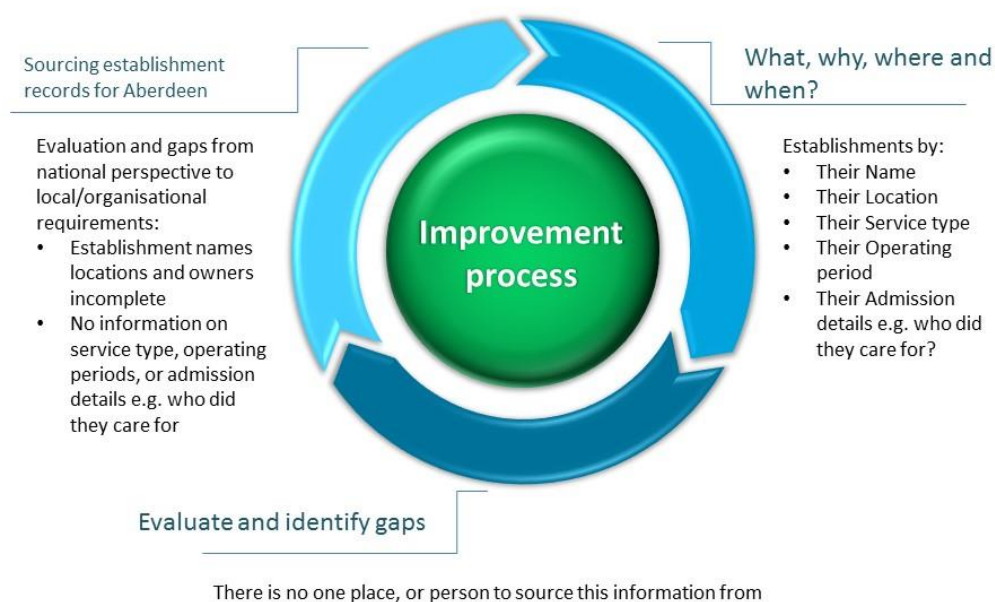 Sourcing establishment
records for Aberdeen
Evaluation and gaps from
national perspective to
local/organisational
requirements:
• Establishment names
locations and owners
incomplete
• No information on
service type, operating
periods, or admission
details e.g. who did
they care for
Improvement
process
What, why, where and
when?
Establishments by:
• Their Name
• Their Location
• Their Service type
• Their Operating
period
• Their Admission
details e.g. who did
they care for?
Evaluate and identify gaps
There is no one place, or person to source this information from